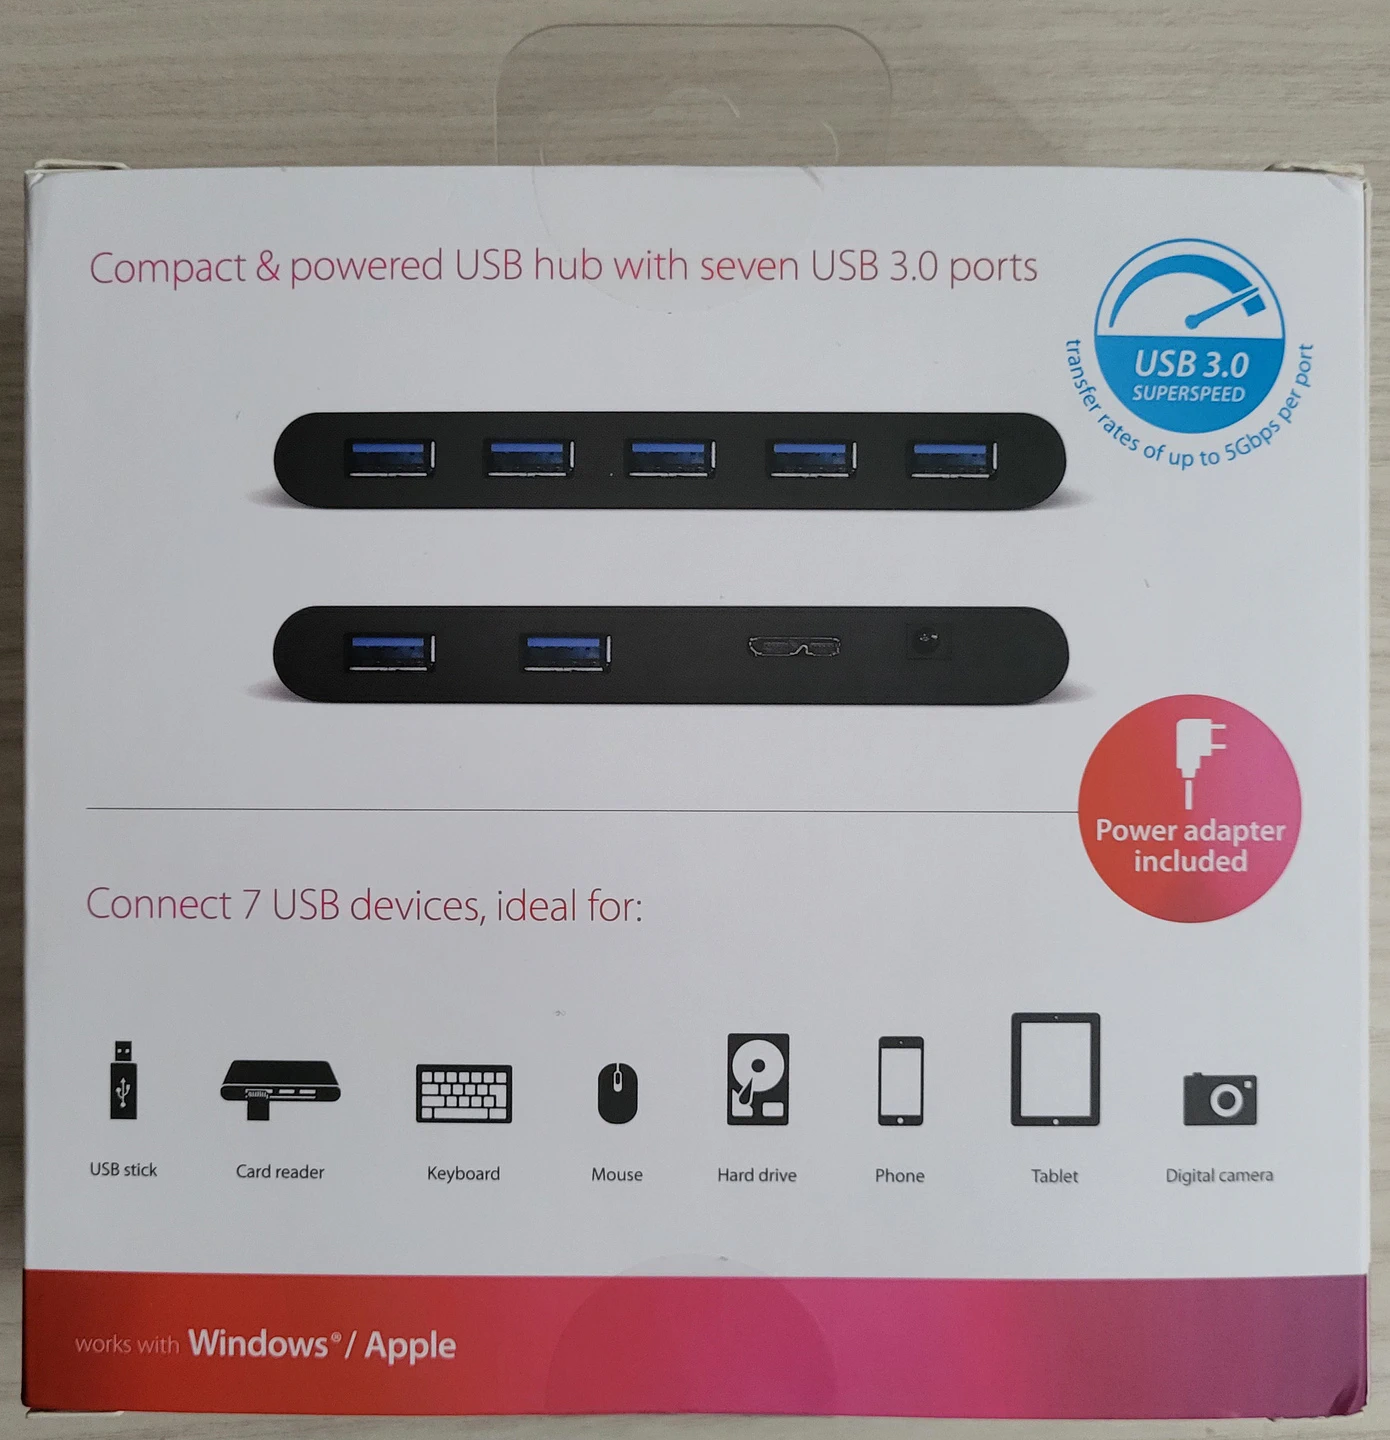 Compact & powered USB hub with seven USB 3.0 ports
USB 3.0
SUPERSPEED
transfer rates of up to 5Gbps per port
Power adapter
included
Connect 7 USB devices, ideal for:
USB stick
Card reader
Keyboard
Mouse
Hard drive
Phone
Tablet
Digital camera
works with Windows®/ Apple